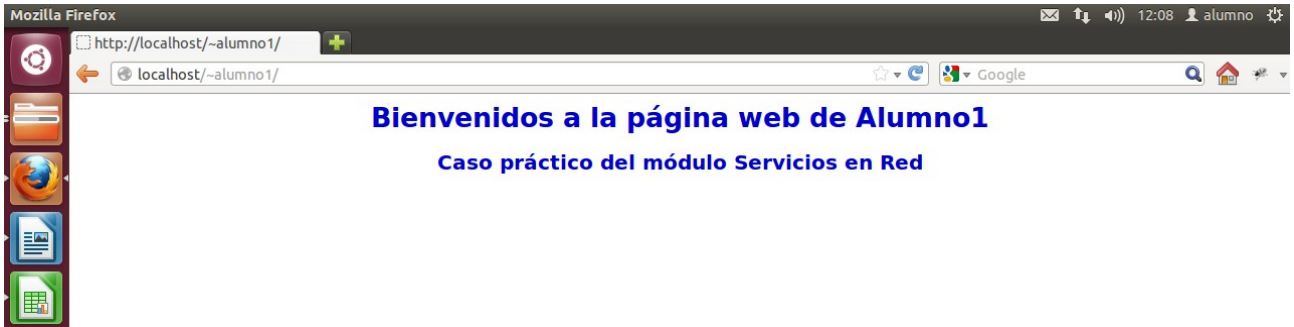 Mozilla Firefox
12:08 alumno
http://localhost/~alumno1/
localhost/~alumno1/
Google
Bienvenidos a la página web de Alumno1
Caso práctico del módulo Servicios en Red